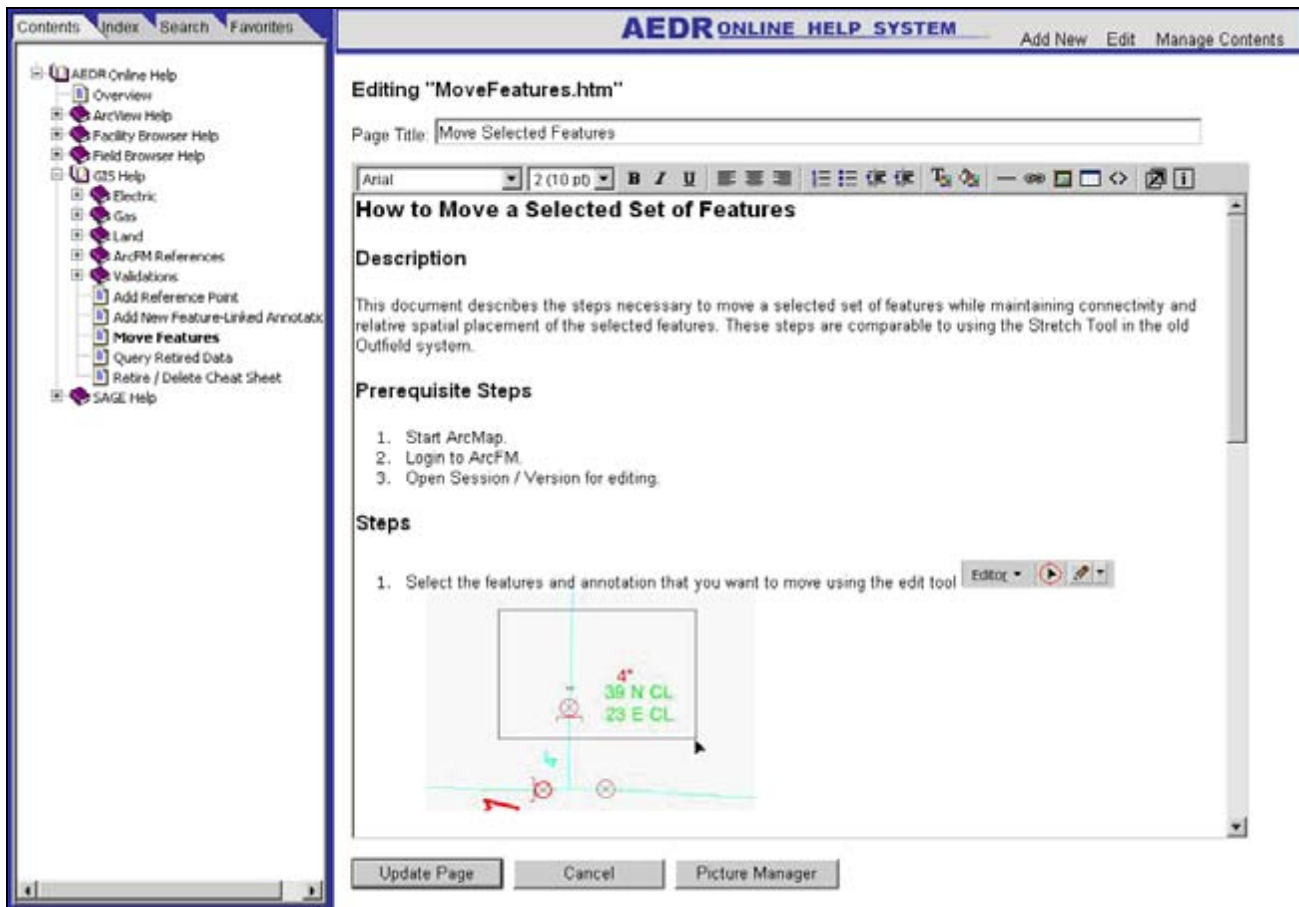 Contents Index Search Favorites
AEDR Online Help
Overview
ArcView Help
Facility Browser Help
Field Browser Help
GIS Help
Electric
Gas
Land
ArcFM References
Validations
Add Reference Point
Add New Feature-Linked Annotatic
Move Features
Query Retired Data
Retire / Delete Cheat Sheet
SAGE Help
AEDR ONLINE HELP SYSTEM
Add New Edit Manage Contents
Editing "MoveFeatures.htm"
Page Title: Move Selected Features
Arial 2 (10 pt) B I U
How to Move a Selected Set of Features
Description
This document describes the steps necessary to move a selected set of features while maintaining connectivity and
relative spatial placement of the selected features. These steps are comparable to using the Stretch Tool in the old
Outfield system.
Prerequisite Steps
1. Start ArcMap.
2. Login to ArcFM.
3. Open Session / Version for editing.
Steps
1. Select the features and annotation that you want to move using the edit tool Editor
4"
39 N CL
23 E CL
Update Page Cancel Picture Manager